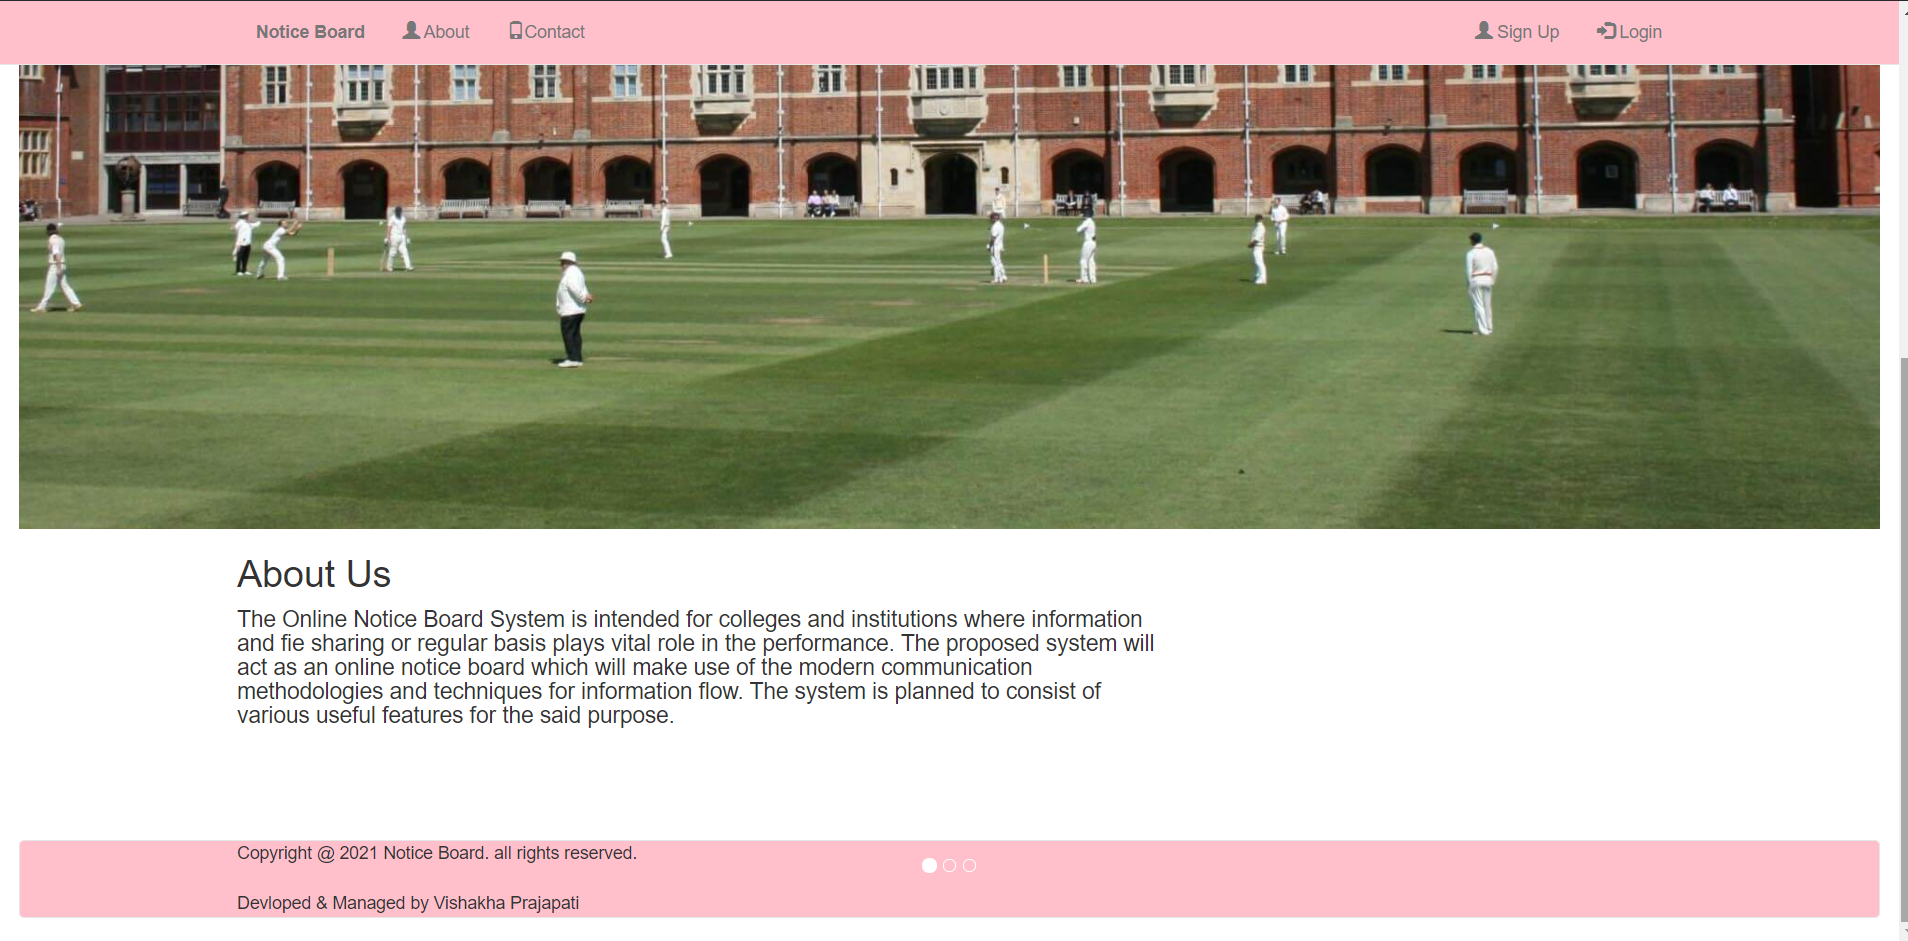 Notice Board About Contact Sign Up Login
About Us
The Online Notice Board System is intended for colleges and institutions where information
and fie sharing or regular basis plays vital role in the performance. The proposed system will
act as an online notice board which will make use of the modern communication
methodologies and techniques for information flow. The system is planned to consist of
various useful features for the said purpose.
Copyright @ 2021 Notice Board. all rights reserved.
Devloped & Managed by Vishakha Prajapati